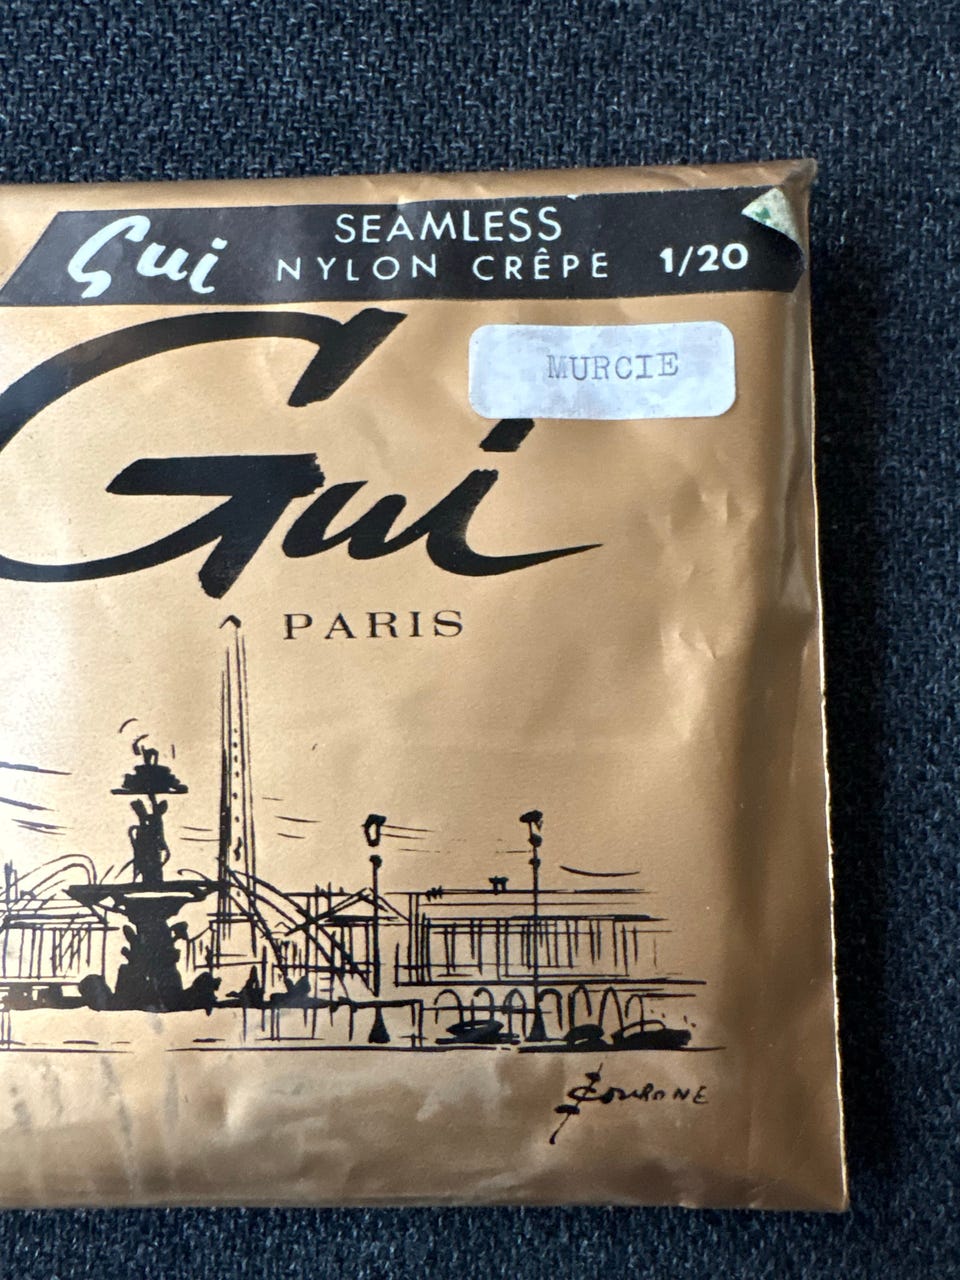 Gui SEAMLESS
NYLON CRÊPE 1/20
MURCIE
Gui
PARIS